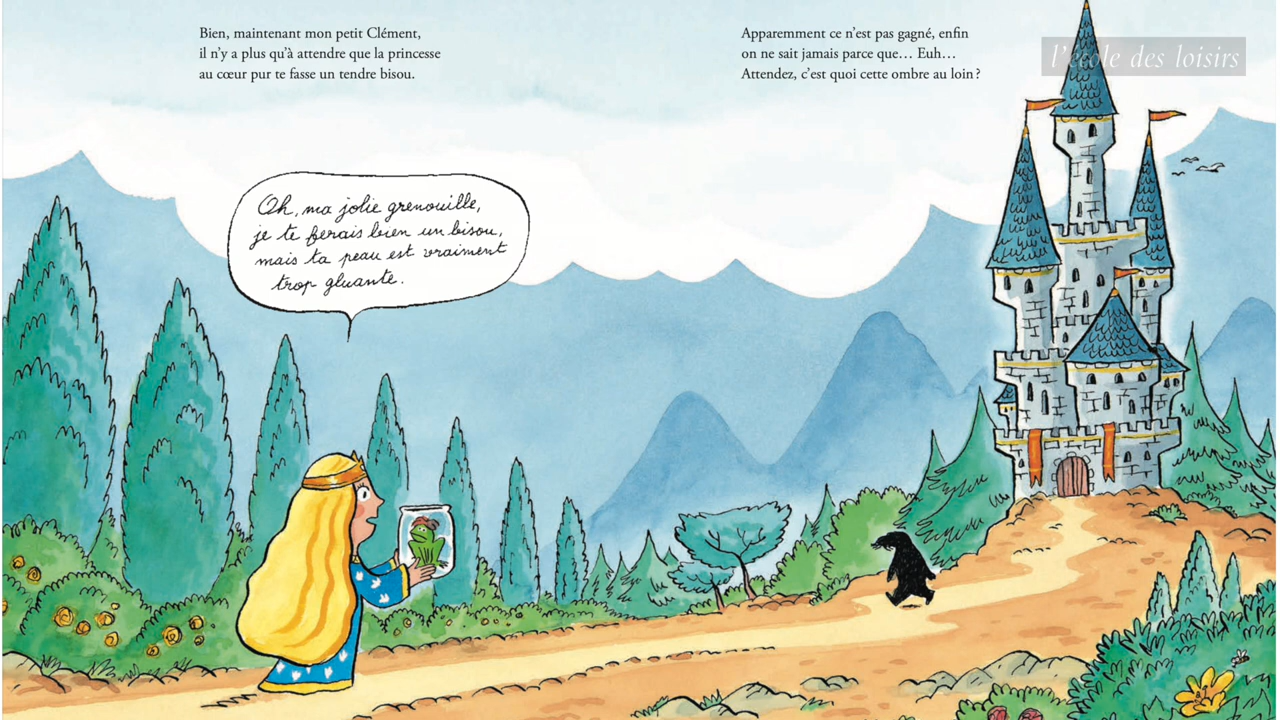 Bien, maintenant mon petit Clément,
il n’y a plus qu’à attendre que la princesse
au cœur pur te fasse un tendre bisou.
Oh, ma jolie grenouille,
je te ferais bien un bisou,
mais ta peau est vraiment
trop gluante.
Apparemment ce n’est pas gagné, enfin
on ne sait jamais parce que… Euh…
Attendez, c’est quoi cette ombre au loin ?
l’école des loisirs